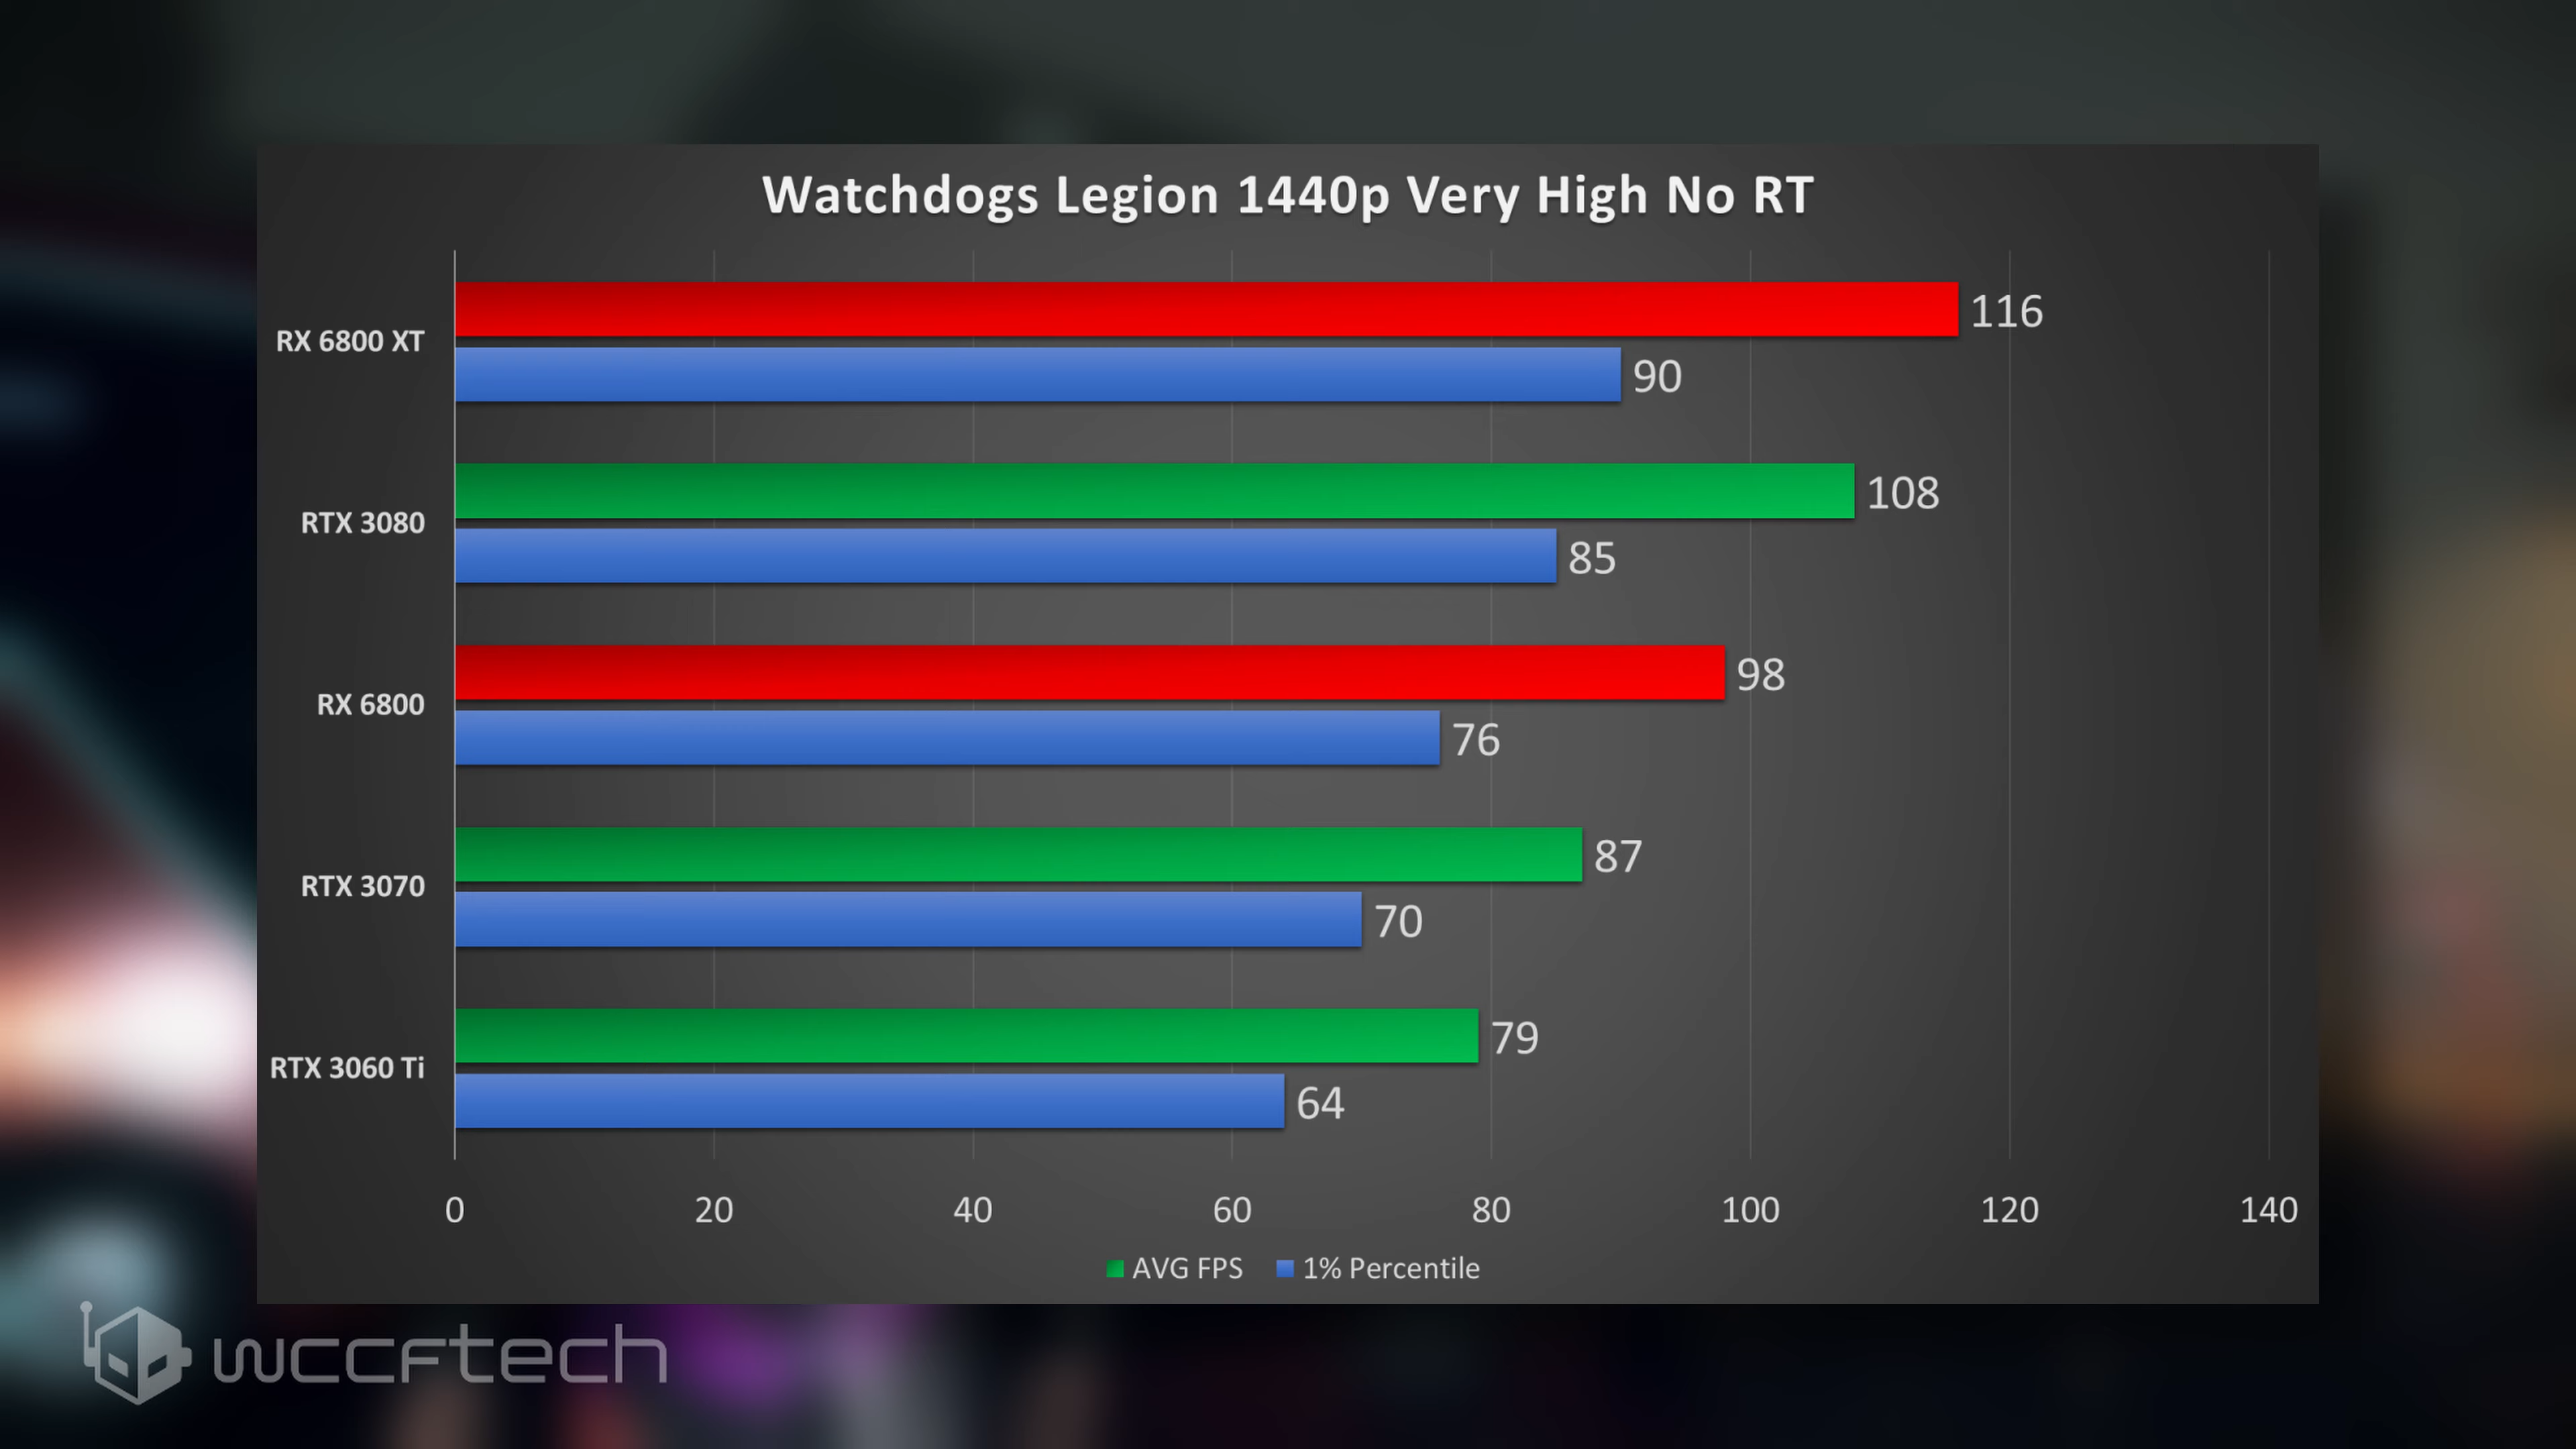 Watchdogs Legion 1440p Very High No RT
RX 6800 XT
116
90
RTX 3080
108
85
RX 6800
98
76
RTX 3070
87
70
RTX 3060 Ti
79
64
0 20 40 60 80 100 120 140
AVG FPS 1% Percentile
wccftech